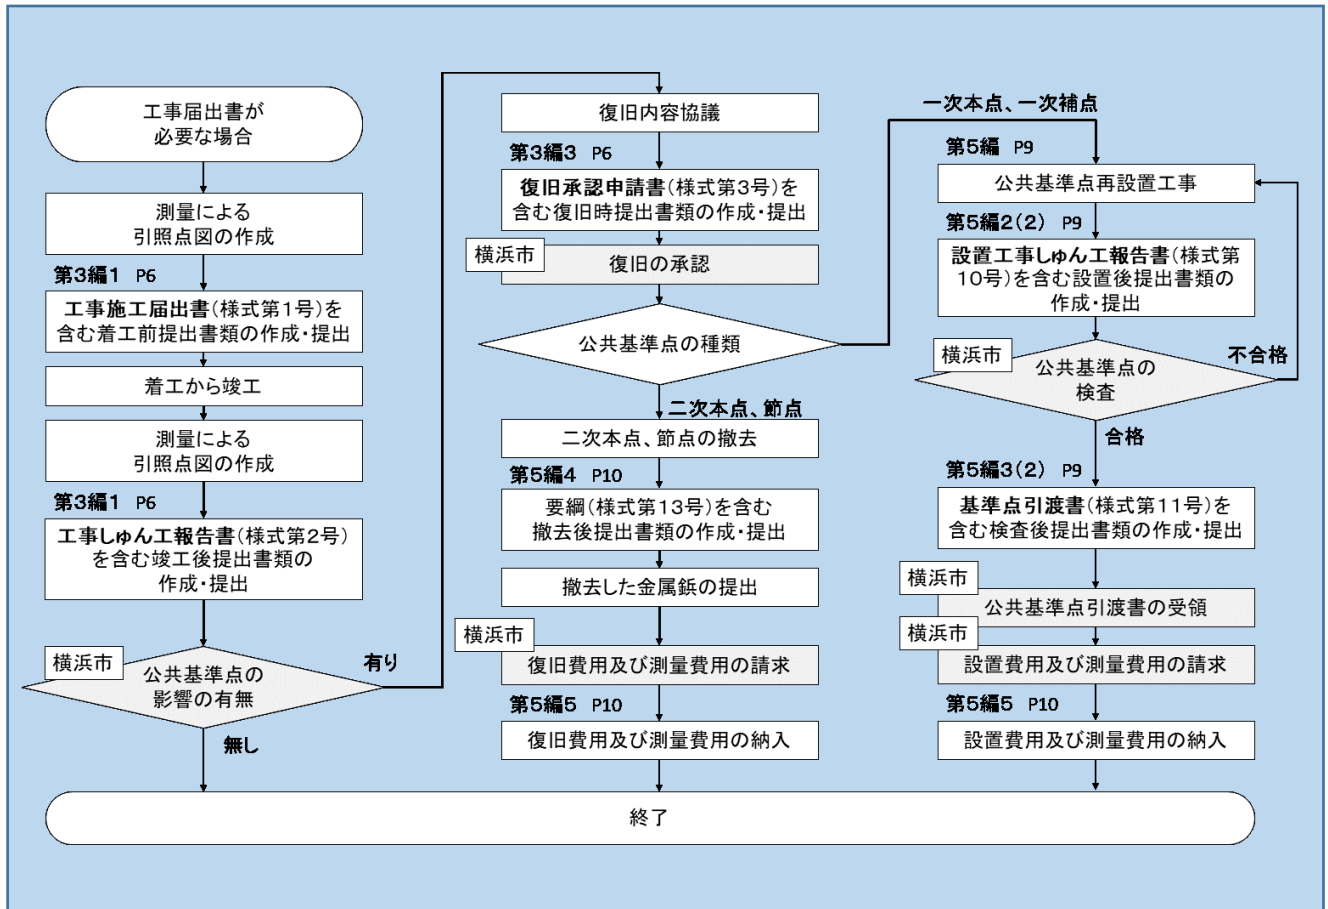 工事届出書が
必要な場合
測量による
引照点図の作成
第3編1 P6
工事施工届出書(様式第1号)を
含む着工前提出書類の作成・提出
着工から竣工
測量による
引照点図の作成
第3編1 P6
工事しゅん工報告書(様式第2号)
を含む竣工後提出書類の
作成・提出
横浜市
公共基準点の
影響の有無
有り
無し
復旧内容協議
第3編3 P6
復旧承認申請書(様式第3号)を
含む復旧時提出書類の作成・提出
横浜市
復旧の承認
公共基準点の種類
二次本点、節点
二次本点、節点の撤去
第5編4 P10
要綱(様式第13号)を含む
撤去後提出書類の作成・提出
撤去した金属鋲の提出
横浜市
復旧費用及び測量費用の請求
第5編5 P10
復旧費用及び測量費用の納入
一次本点、一次補点
第5編 P9
公共基準点再設置工事
第5編2(2) P9
設置工事しゅん工報告書(様式第
10号)を含む設置後提出書類の
作成・提出
横浜市
公共基準点の
検査
不合格
合格
第5編3(2) P9
基準点引渡書(様式第11号)を
含む検査後提出書類の作成・提出
横浜市
公共基準点引渡書の受領
横浜市
設置費用及び測量費用の請求
第5編5 P10
設置費用及び測量費用の納入
終了